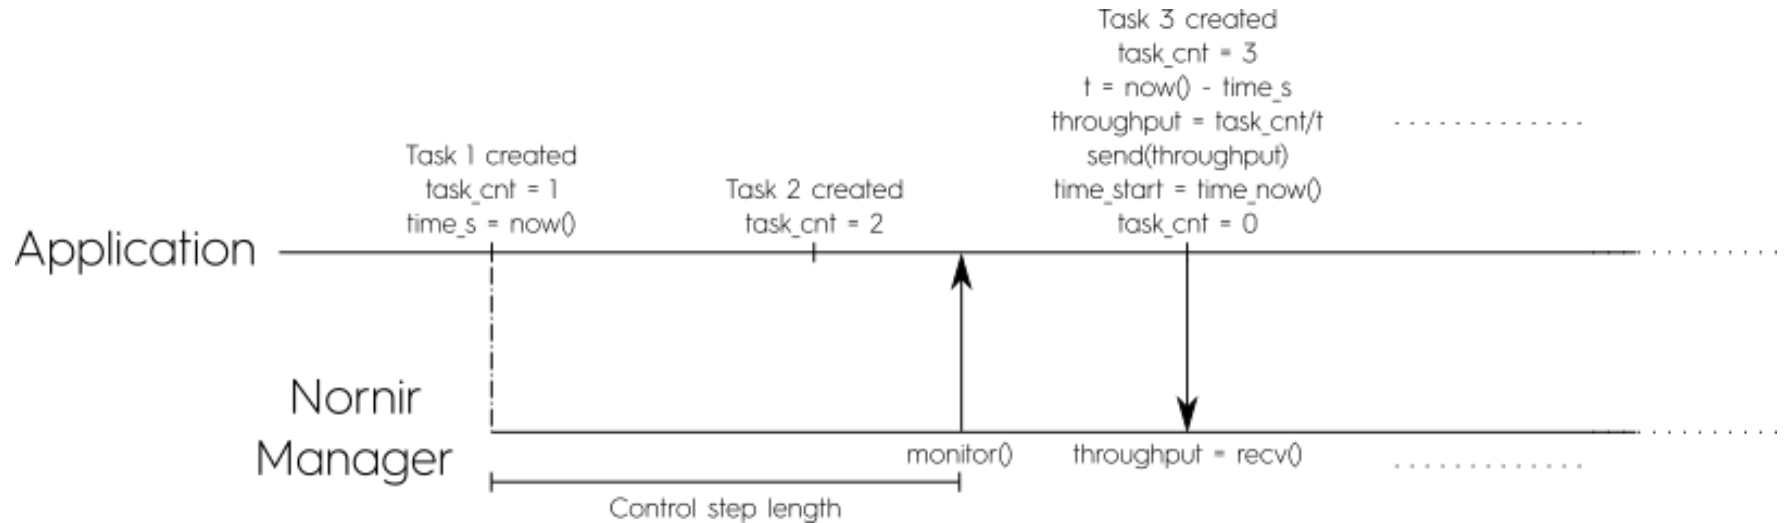 Task 3 created
task_cnt = 3
t = now() - time_s
throughput = task_cnt/t
send(throughput)
time_start = time_now()
task_cnt = 0
Task 1 created
task_cnt = 1
time_s = now()
Task 2 created
task_cnt = 2
Application
Nornir
Manager
monitor()
throughput = recv()
Control step length